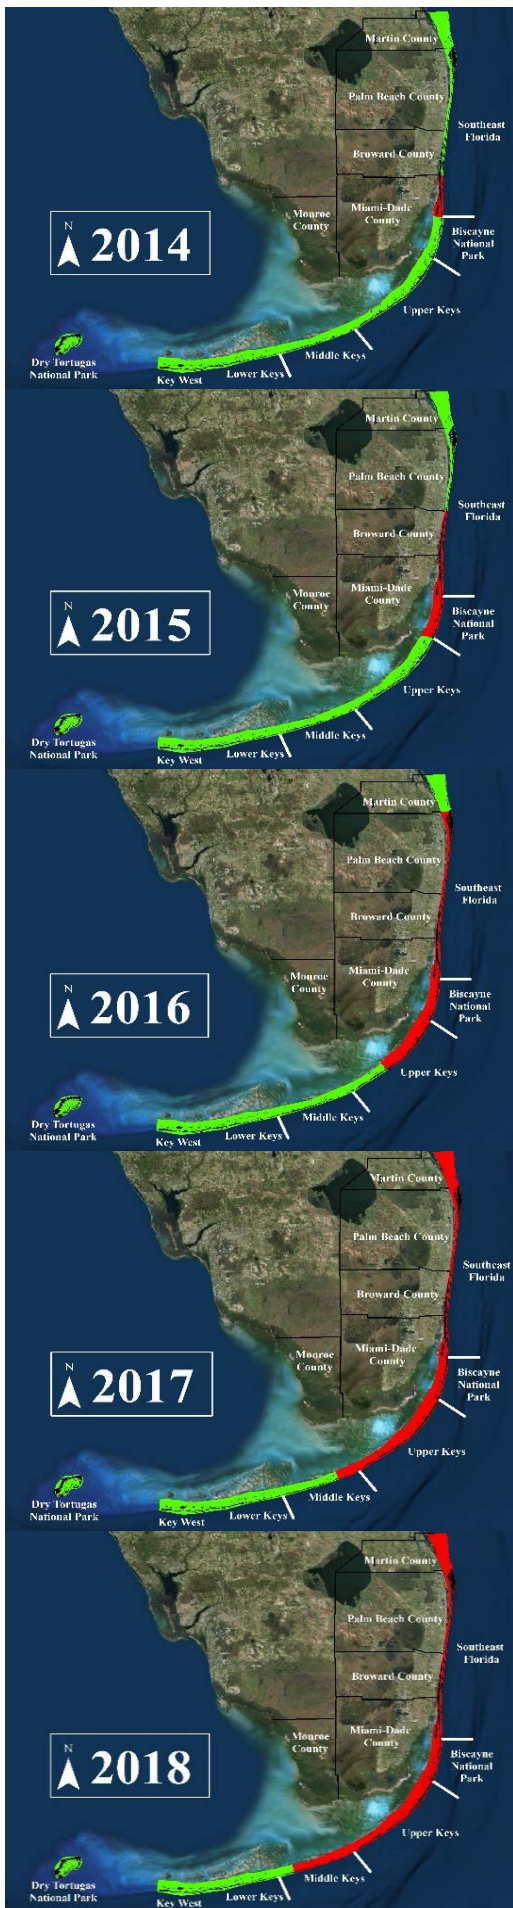 Martin County
Palm Beach County
Southeast
Florida
Broward County
Monroe
County
Miami-Dade
County
Biscayne
National
Park
N
2014
Upper Keys
Middle Keys
Lower Keys
Key West
Dry Tortugas
National Park
Martin County
Palm Beach County
Southeast
Florida
Broward County
Monroe
County
Miami-Dade
County
Biscayne
National
Park
N
2015
Upper Keys
Middle Keys
Lower Keys
Key West
Dry Tortugas
National Park
Martin County
Palm Beach County
Southeast
Florida
Broward County
Monroe
County
Miami-Dade
County
Biscayne
National
Park
N
2016
Upper Keys
Middle Keys
Lower Keys
Key West
Dry Tortugas
National Park
Martin County
Palm Beach County
Southeast
Florida
Broward County
Monroe
County
Miami-Dade
County
Biscayne
National
Park
N
2017
Upper Keys
Middle Keys
Lower Keys
Key West
Dry Tortugas
National Park
Martin County
Palm Beach County
Southeast
Florida
Broward County
Monroe
County
Miami-Dade
County
Biscayne
National
Park
N
2018
Upper Keys
Middle Keys
Lower Keys
Key West
Dry Tortugas
National Park